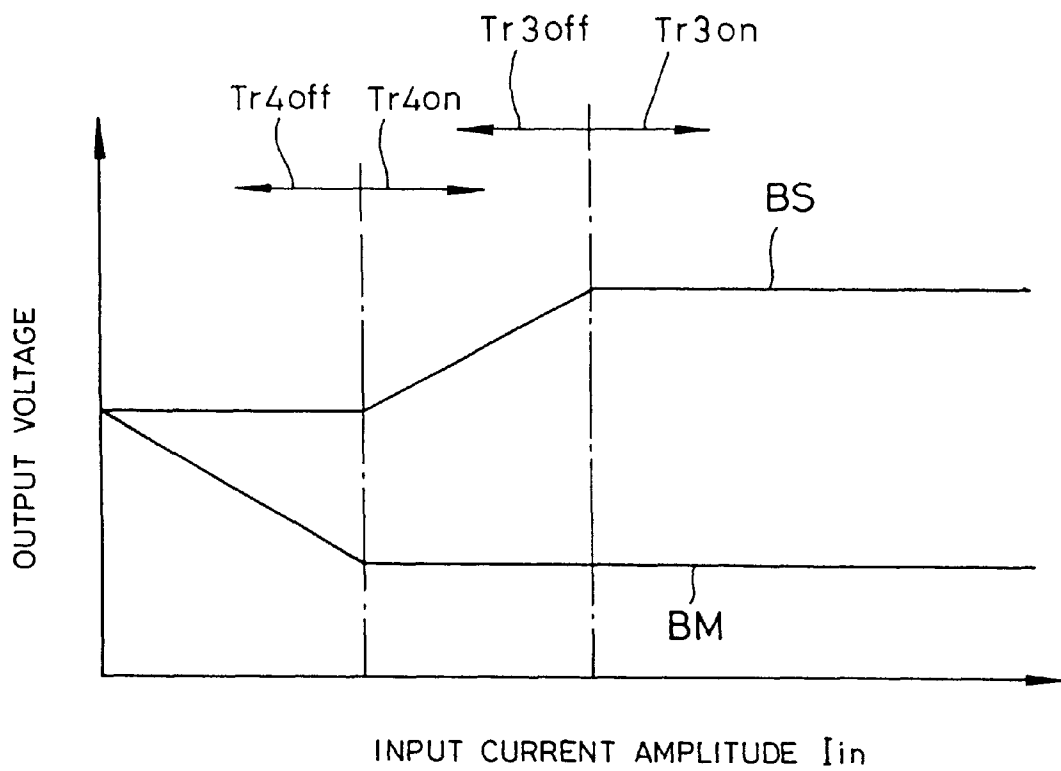 Tr3off Tr3on
Tr4off Tr4on
BS
OUTPUT VOLTAGE
BM
INPUT CURRENT AMPLITUDE Iin